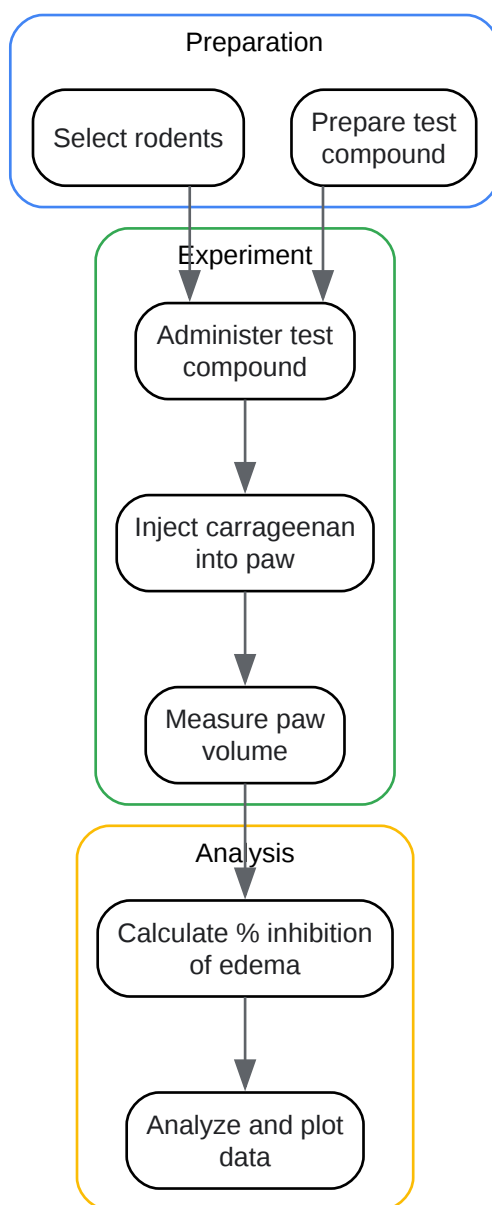 Preparation
Select rodents
Prepare test
compound
Experiment
Administer test
compound
Inject carrageenan
into paw
Measure paw
volume
Analysis
Calculate % inhibition
of edema
Analyze and plot
data